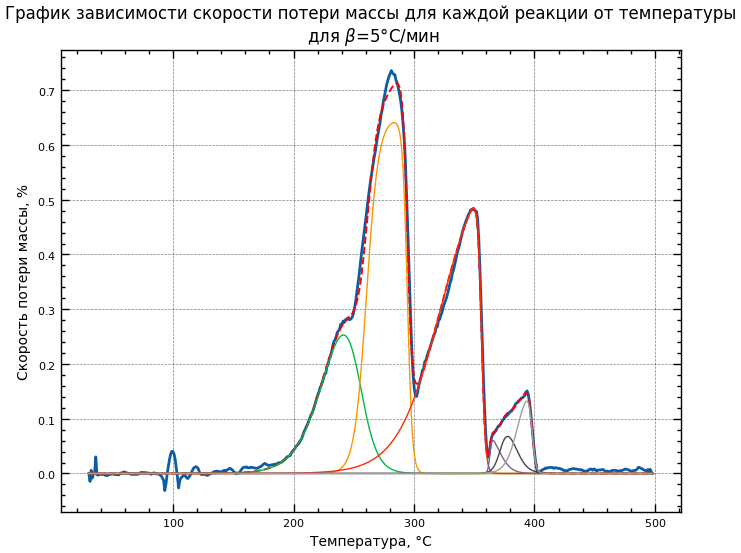 График зависимости скорости потери массы для каждой реакции от температуры
для β=5°C/мин
Скорость потери массы, %
0.7
0.6
0.5
0.4
0.3
0.2
0.1
0.0
100 200 300 400 500
Температура, °C